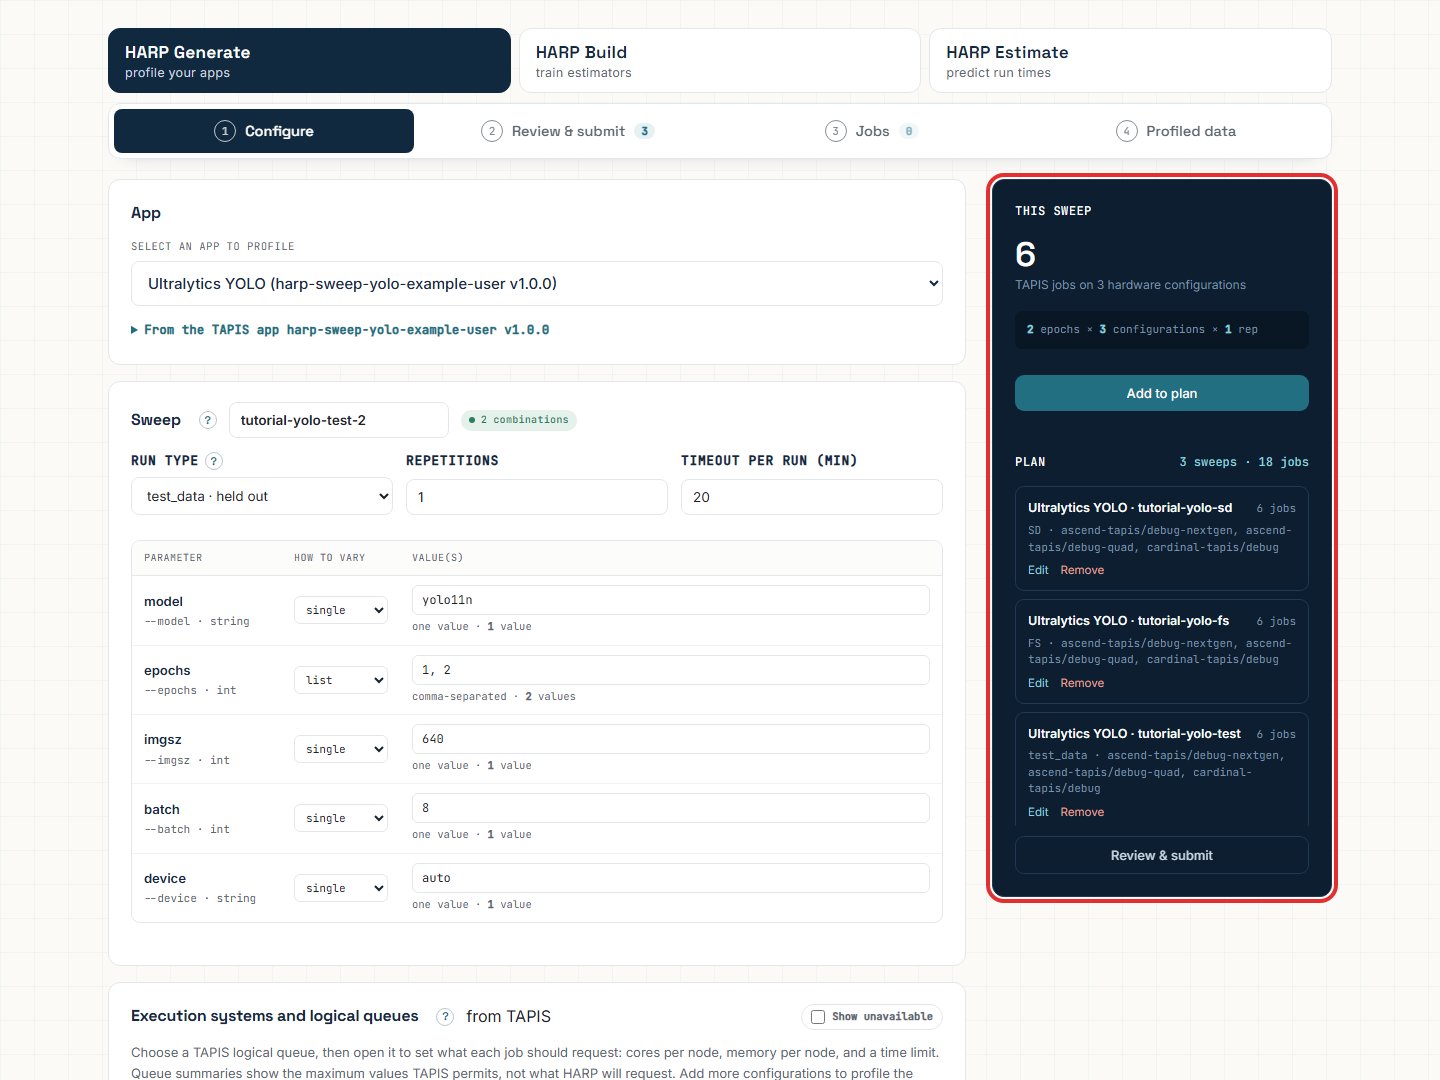 HARP Generate
profile your apps
HARP Build
train estimators
HARP Estimate
predict run times
1 Configure
2 Review & submit 3
3 Jobs 0
4 Profiled data
App
SELECT AN APP TO PROFILE
Ultralytics YOLO (harp-sweep-yolo-example-user v1.0.0)
From the TAPIS app harp-sweep-yolo-example-user v1.0.0
Sweep ? tutorial-yolo-test-2 2 combinations
RUN TYPE ? REPETITIONS TIMEOUT PER RUN (MIN)
test_data · held out 1 20
PARAMETER HOW TO VARY VALUE(S)
model single yolo11n
--model · string one value · 1 value
epochs list 1, 2
--epochs · int comma-separated · 2 values
imgsz single 640
--imgsz · int one value · 1 value
batch single 8
--batch · int one value · 1 value
device single auto
--device · string one value · 1 value
Execution systems and logical queues ? from TAPIS Show unavailable
Choose a TAPIS logical queue, then open it to set what each job should request: cores per node, memory per node, and a time limit.
Queue summaries show the maximum values TAPIS permits, not what HARP will request. Add more configurations to profile the
THIS SWEEP
6
TAPIS jobs on 3 hardware configurations
2 epochs × 3 configurations × 1 rep
Add to plan
PLAN 3 sweeps · 18 jobs
Ultralytics YOLO · tutorial-yolo-sd 6 jobs
SD · ascend-tapis/debug-nextgen, ascend-
tapis/debug-quad, cardinal-tapis/debug
Edit Remove
Ultralytics YOLO · tutorial-yolo-fs 6 jobs
FS · ascend-tapis/debug-nextgen, ascend-
tapis/debug-quad, cardinal-tapis/debug
Edit Remove
Ultralytics YOLO · tutorial-yolo-test 6 jobs
test_data · ascend-tapis/debug-nextgen,
ascend-tapis/debug-quad, cardinal-
tapis/debug
Edit Remove
Review & submit